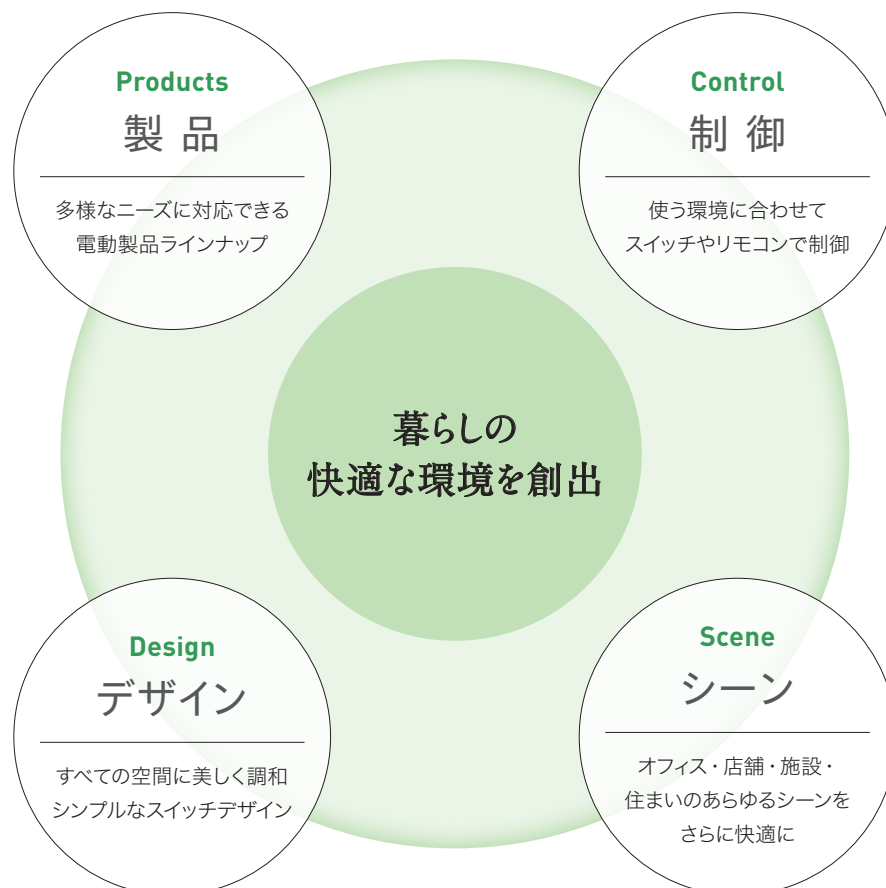 Products
製品
多様なニーズに対応できる
電動製品ラインナップ
Control
制御
使う環境に合わせて
スイッチやリモコンで制御
暮らしの
快適な環境を創出
Design
デザイン
すべての空間に美しく調和
シンプルなスイッチデザイン
Scene
シーン
オフィス・店舗・施設・
住まいのあらゆるシーンを
さらに快適に